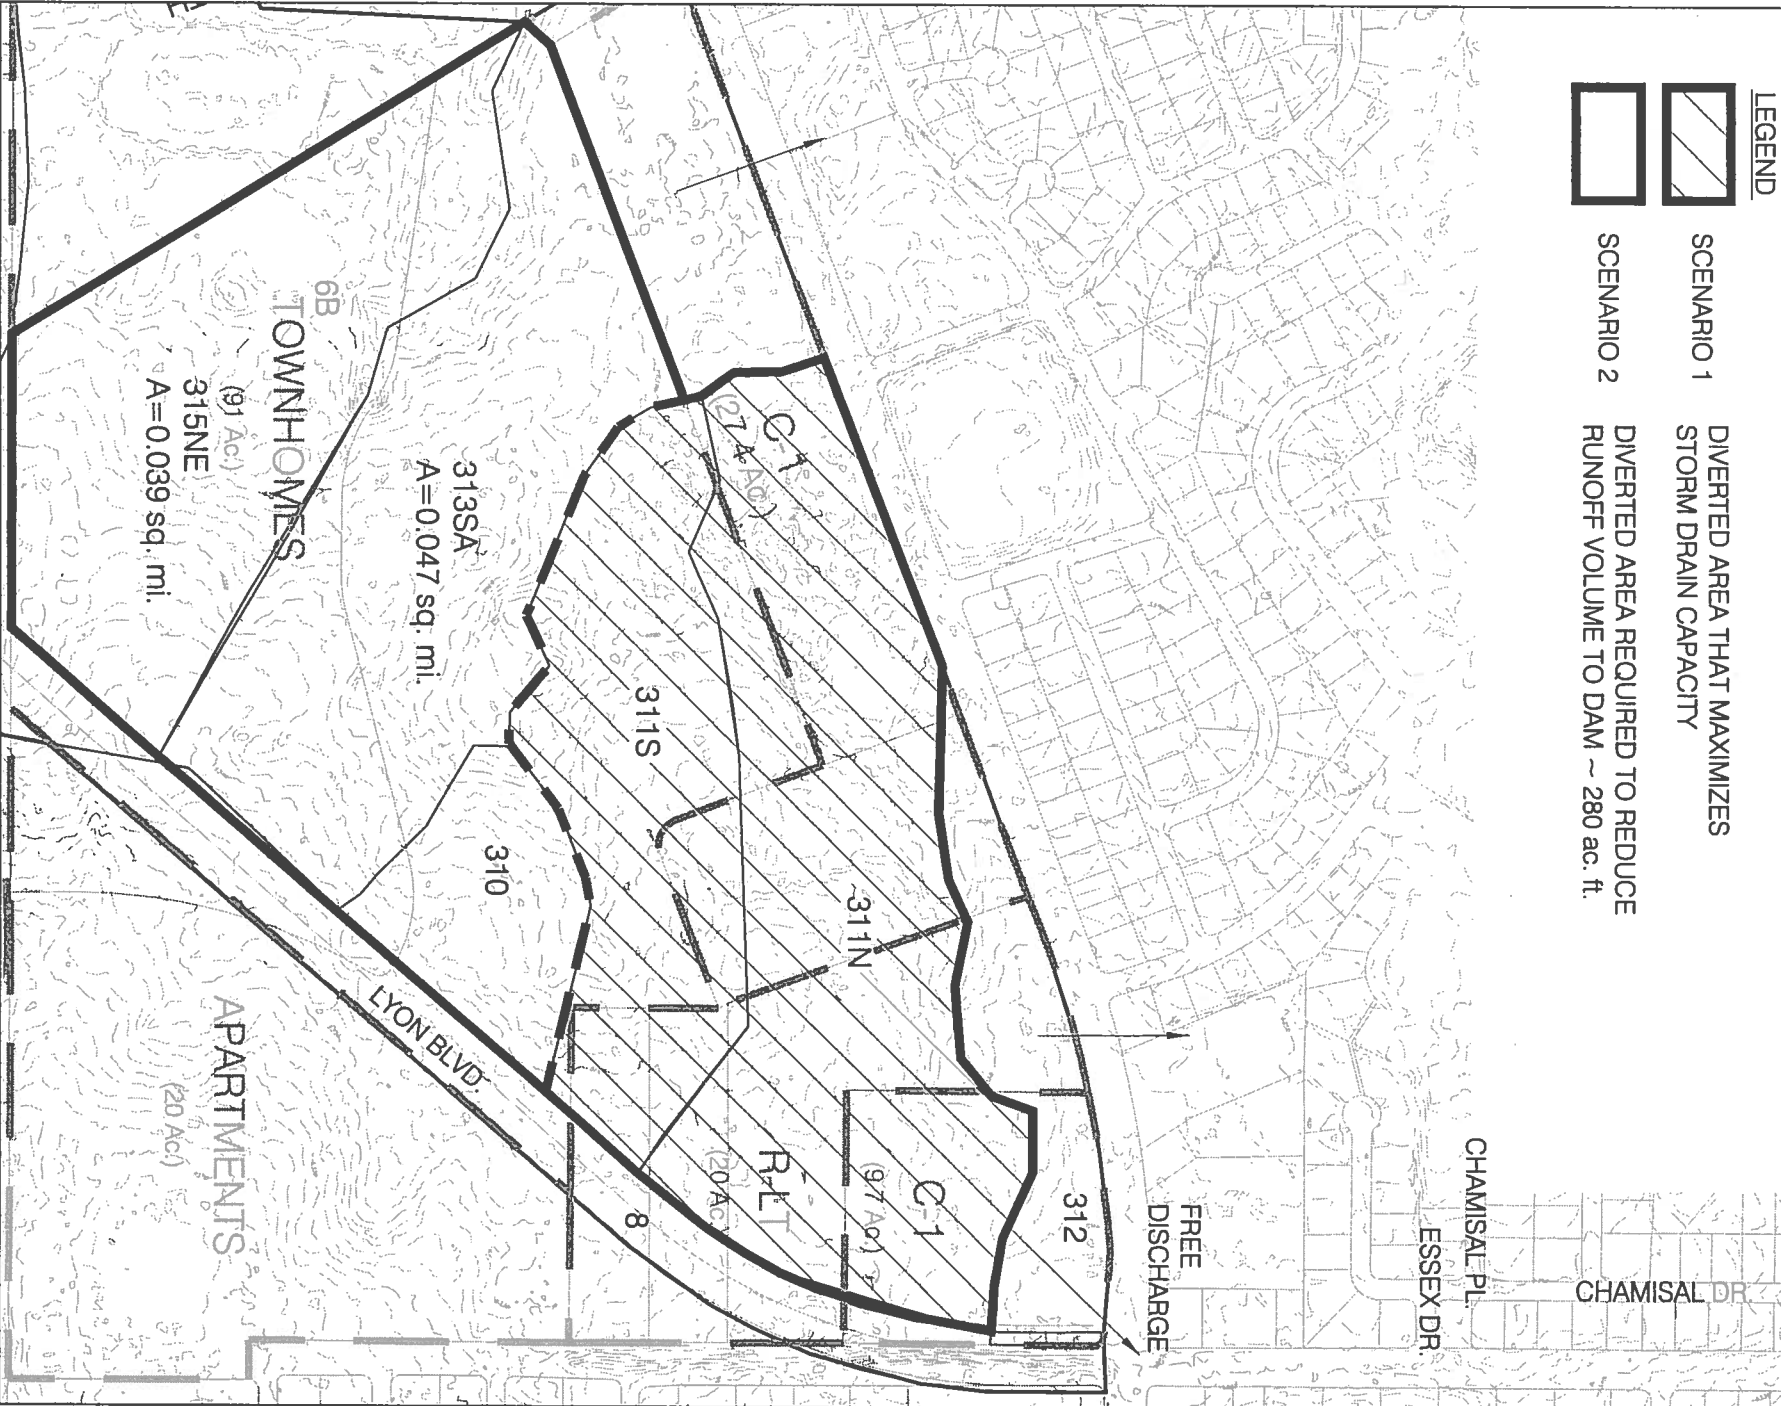 LEGEND
SCENARIO 1
DIVERTED AREA THAT MAXIMIZES
STORM DRAIN CAPACITY
SCENARIO 2
DIVERTED AREA REQUIRED TO REDUCE
RUNOFF VOLUME TO DAM ~ 280 ac. ft.
CHAMISAL DR.
CHAMISAL PL.
ESSEX DR.
FREE
DISCHARGE
312
C-1
(9.7 Ac.)
R-LT
(20 Ac.)
8
311N
C-1
(27.4 Ac.)
311S
310
313SA
A=0.047 sq. mi.
6B
TOWNHOMES
(91 Ac.)
315NE
A=0.039 sq. mi.
LYON BLVD.
APARTMENTS
(20 Ac.)